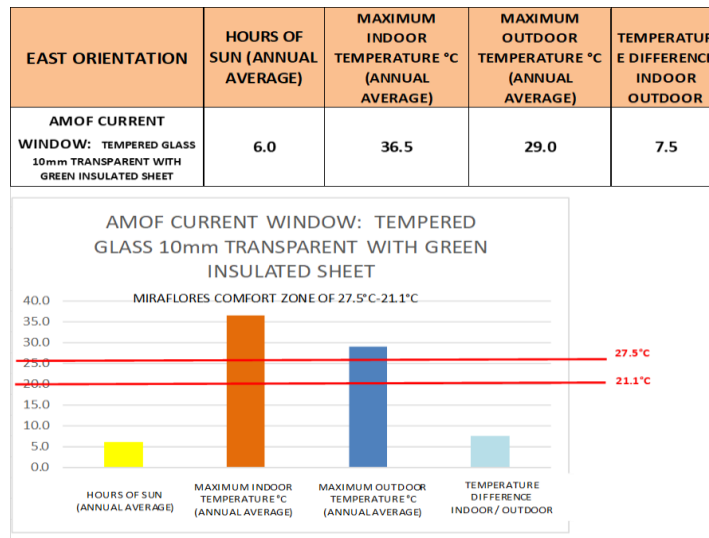 EAST ORIENTATION
HOURS OF
SUN (ANNUAL
AVERAGE)
MAXIMUM
INDOOR
TEMPERATURE °C
(ANNUAL
AVERAGE)
MAXIMUM
OUTDOOR
TEMPERATURE °C
(ANNUAL
AVERAGE)
TEMPERATUR
E DIFFERENCE
INDOOR
OUTDOOR
AMOF CURRENT
WINDOW: TEMPERED GLASS
10mm TRANSPARENT WITH
GREEN INSULATED SHEET
6.0
36.5
29.0
7.5
AMOF CURRENT WINDOW: TEMPERED
GLASS 10mm TRANSPARENT WITH GREEN
INSULATED SHEET
MIRAFLORES COMFORT ZONE OF 27.5°C-21.1°C
40.0
35.0
30.0
25.0
20.0
15.0
10.0
5.0
0.0
27.5°C
21.1°C
HOURS OF SUN
(ANNUAL AVERAGE)
MAXIMUM INDOOR
TEMPERATURE °C
(ANNUAL AVERAGE)
MAXIMUM OUTDOOR
TEMPERATURE °C
(ANNUAL AVERAGE)
TEMPERATURE
DIFFERENCE
INDOOR / OUTDOOR